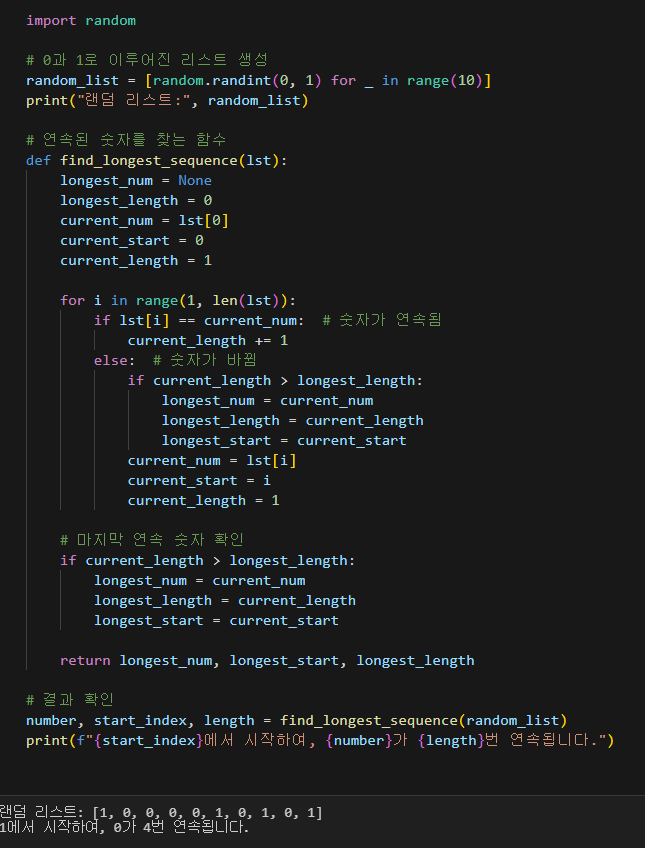 import random
# 0과 1로 이루어진 리스트 생성
random_list = [random.randint(0, 1) for _ in range(10)]
print("랜덤 리스트:", random_list)
# 연속된 숫자를 찾는 함수
def find_longest_sequence(lst):
longest_num = None
longest_length = 0
current_num = lst[0]
current_start = 0
current_length = 1
for i in range(1, len(lst)):
if lst[i] == current_num:  # 숫자가 연속됨
current_length += 1
else:  # 숫자가 바뀜
if current_length > longest_length:
longest_num = current_num
longest_length = current_length
longest_start = current_start
current_num = lst[i]
current_start = i
current_length = 1
# 마지막 연속 숫자 확인
if current_length > longest_length:
longest_num = current_num
longest_length = current_length
longest_start = current_start
return longest_num, longest_start, longest_length
# 결과 확인
number, start_index, length = find_longest_sequence(random_list)
print(f"{start_index}에서 시작하여, {number}가 {length}번 연속됩니다.")
랜덤 리스트: [1, 0, 0, 0, 0, 1, 0, 1, 0, 1]
1에서 시작하여, 0가 4번 연속됩니다.